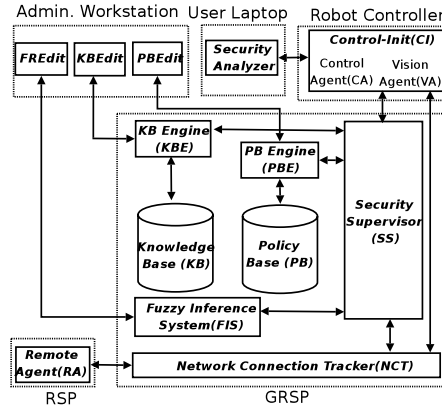 Admin. Workstation
User Laptop
Robot Controller
FREdit
KBEdit
PBEdit
Security
Analyzer
Control-Init(CI)
Control
Agent(CA)
Vision
Agent(VA)
KB Engine
(KBE)
PB Engine
(PBE)
Security
Supervisor
(SS)
Knowledge
Base (KB)
Policy
Base (PB)
Fuzzy Inference
System(FIS)
Remote
Agent(RA)
Network Connection Tracker(NCT)
RSP
GRSP